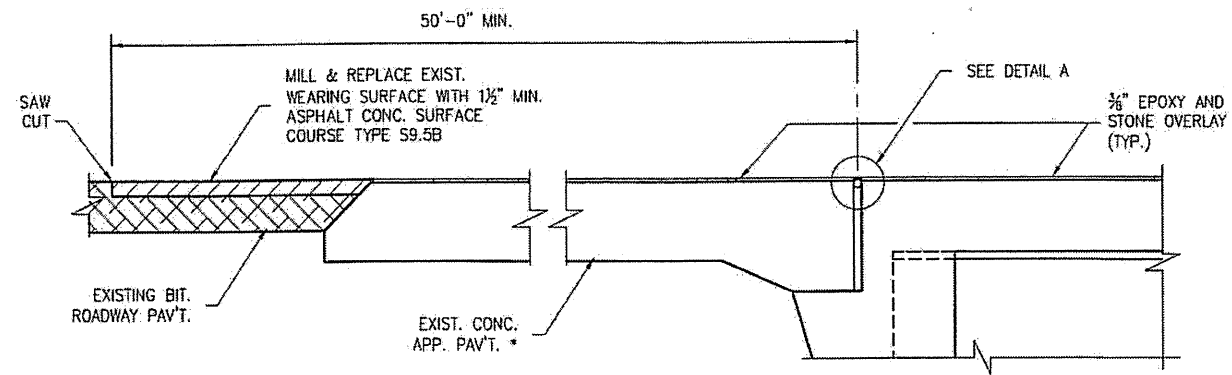 50'-0" MIN.
MILL & REPLACE EXIST.
WEARING SURFACE WITH 1½" MIN.
ASPHALT CONC. SURFACE
COURSE TYPE S9.5B
SAW
CUT
SEE DETAIL A
⅜" EPOXY AND
STONE OVERLAY
(TYP.)
EXISTING BIT.
ROADWAY PAV'T.
EXIST. CONC.
APP. PAV'T. *